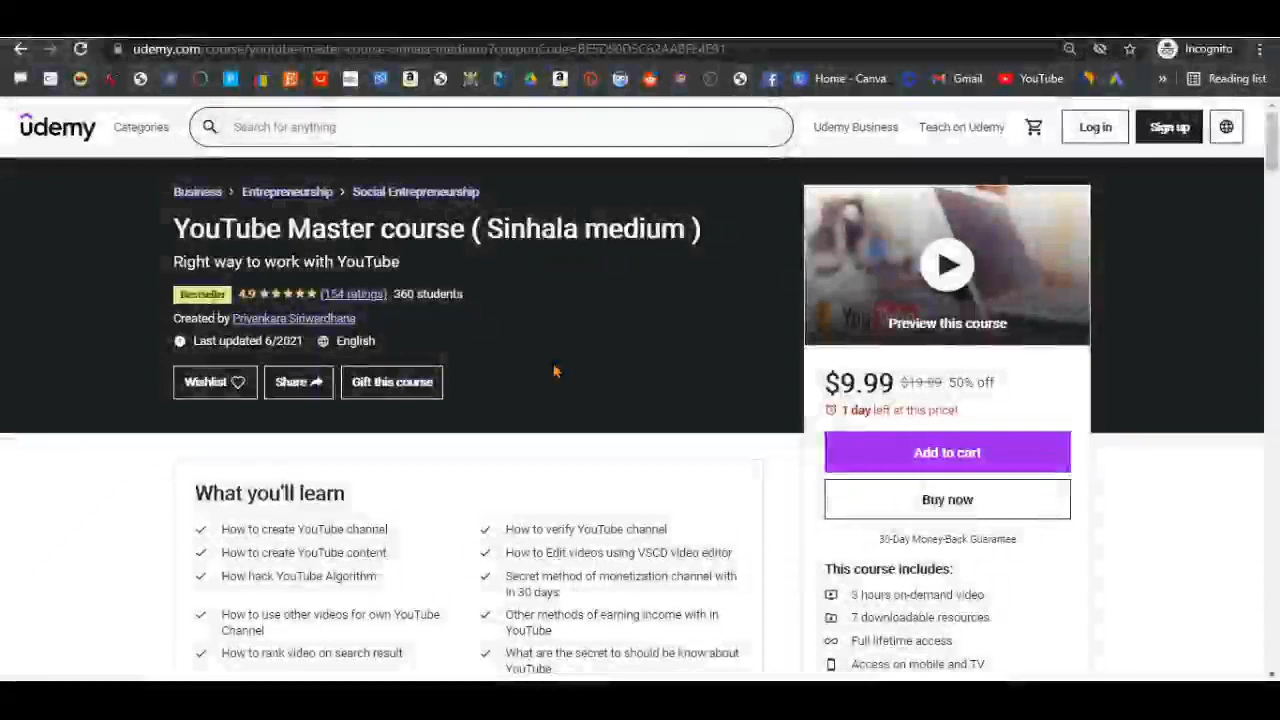 udemy.com
Incognito
Home - Canva
Gmail
YouTube
»
Reading list
udemy
Categories
Search for anything
Udemy Business
Teach on Udemy
Log in
Sign up
Business > Entrepreneurship > Social Entrepreneurship
YouTube Master course ( Sinhala medium )
Right way to work with YouTube
Bestseller 4.9 (154 ratings) 360 students
Created by Priyankara Siriwardhana
Last updated 6/2021 English
Wishlist
Share
Gift this course
Preview this course
$9.99 $19.99 50% off
1 day left at this price!
Add to cart
Buy now
30-Day Money-Back Guarantee
This course includes:
3 hours on-demand video
7 downloadable resources
Full lifetime access
Access on mobile and TV
What you'll learn
How to create YouTube channel
How to create YouTube content
How hack YouTube Algorithm
How to use other videos for own YouTube
Channel
How to rank video on search result
How to verify YouTube channel
How to Edit videos using VSCD video editor
Secret method of monetization channel with
in 30 days
Other methods of earning income with in
YouTube
What are the secret to should be know about
YouTube